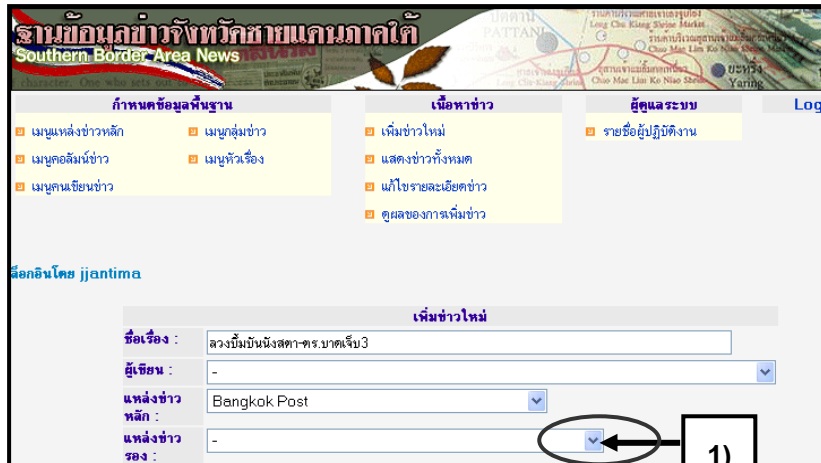 ฐานข้อมูลข่าวจังหวัดชายแดนภาคใต้
Southern Border Area News
PATTANI
Long Chu Kiang Shrine Market
Chao Mae Lim Ko Niao Shrine
Yaring
กำหนดข้อมูลพื้นฐาน
เมนูแหล่งข่าวหลัก
เมนูกลุ่มข่าว
เมนูคอลัมน์ข่าว
เมนูหัวเรื่อง
เมนูคนเขียนข่าว
เนื้อหาข่าว
เพิ่มข่าวใหม่
แสดงข่าวทั้งหมด
แก้ไขรายละเอียดข่าว
ดูผลของการเพิ่มข่าว
ผู้ดูแลระบบ
รายชื่อผู้ปฏิบัติงาน
Log
ล็อกอินโดย jjantima
เพิ่มข่าวใหม่
ชื่อเรื่อง : ลวงบึ้มบันนังสตา-ตร.บาดเจ็บ3
ผู้เขียน : -
แหล่งข่าว
หลัก : Bangkok Post
แหล่งข่าว
รอง : -
1)